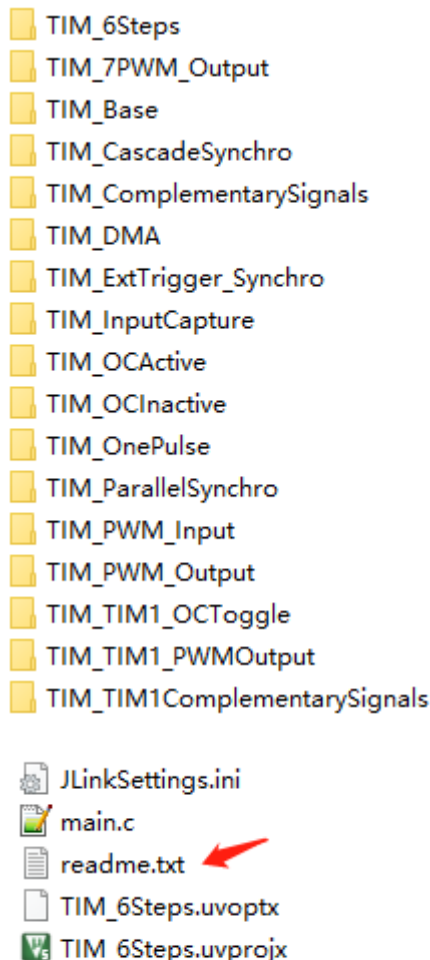 TIM_6Steps
TIM_7PWM_Output
TIM_Base
TIM_CascadeSynchro
TIM_ComplementarySignals
TIM_DMA
TIM_ExtTrigger_Synchro
TIM_InputCapture
TIM_OCActive
TIM_OCInactive
TIM_OnePulse
TIM_ParallelSynchro
TIM_PWM_Input
TIM_PWM_Output
TIM_TIM1_OCToggle
TIM_TIM1_PWMOutput
TIM_TIM1ComplementarySignals
JLinkSettings.ini
main.c
readme.txt
TIM_6Steps.uvoptx
TIM_6Steps.uvprojx